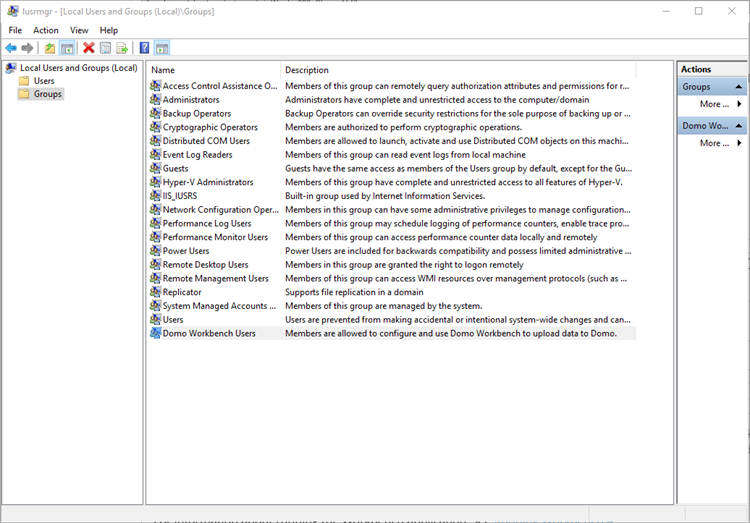 lusrmgr - [Local Users and Groups (Local)\Groups]
File Action View Help
Local Users and Groups (Local)
Users
Groups
Name Description
Access Control Assistance O... Members of this group can remotely query authorization attributes and permissions for r...
Administrators Administrators have complete and unrestricted access to the computer/domain
Backup Operators Backup Operators can override security restrictions for the sole purpose of backing up or ...
Cryptographic Operators Members are authorized to perform cryptographic operations.
Distributed COM Users Members are allowed to launch, activate and use Distributed COM objects on this machi...
Event Log Readers Members of this group can read event logs from local machine
Guests Guests have the same access as members of the Users group by default, except for the Gu...
Hyper-V Administrators Members of this group have complete and unrestricted access to all features of Hyper-V.
IIS_IUSRS Built-in group used by Internet Information Services.
Network Configuration Oper... Members in this group can have some administrative privileges to manage configuration...
Performance Log Users Members of this group may schedule logging of performance counters, enable trace pro...
Performance Monitor Users Members of this group can access performance counter data locally and remotely
Power Users Power Users are included for backwards compatibility and possess limited administrative ...
Remote Desktop Users Members in this group are granted the right to logon remotely
Remote Management Users Members of this group can access WMI resources over management protocols (such as ...
Replicator Supports file replication in a domain
System Managed Accounts ... Members of this group are managed by the system.
Users Users are prevented from making accidental or intentional system-wide changes and can...
Domo Workbench Users Members are allowed to configure and use Domo Workbench to upload data to Domo.
Actions
Groups
More ...
Domo Wo...
More ...